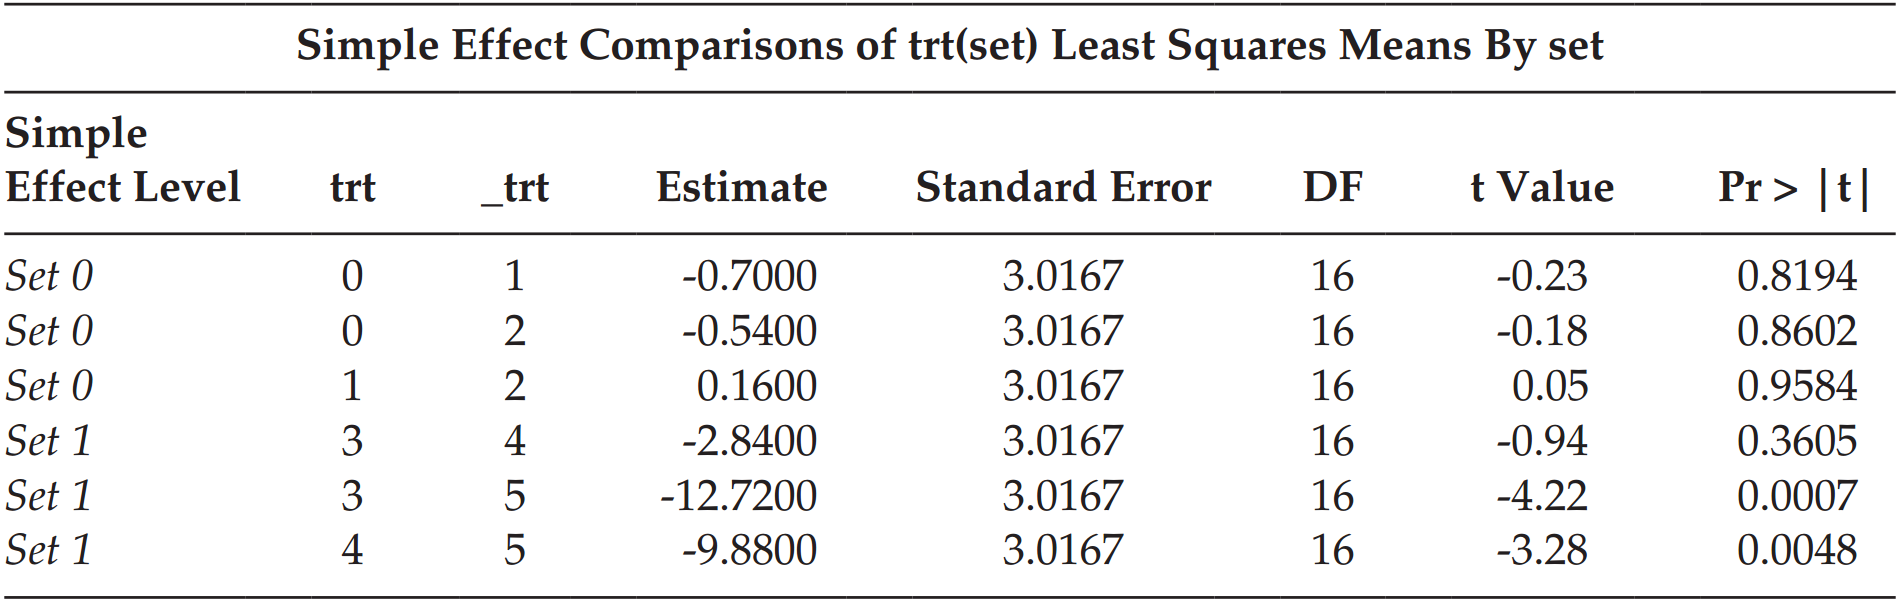 Simple Effect Comparisons of trt(set) Least Squares Means By set
Simple
Effect Level trt _trt Estimate Standard Error DF t Value Pr > |t|
Set 0 0 1 -0.7000 3.0167 16 -0.23 0.8194
Set 0 0 2 -0.5400 3.0167 16 -0.18 0.8602
Set 0 1 2 0.1600 3.0167 16 0.05 0.9584
Set 1 3 4 -2.8400 3.0167 16 -0.94 0.3605
Set 1 3 5 -12.7200 3.0167 16 -4.22 0.0007
Set 1 4 5 -9.8800 3.0167 16 -3.28 0.0048